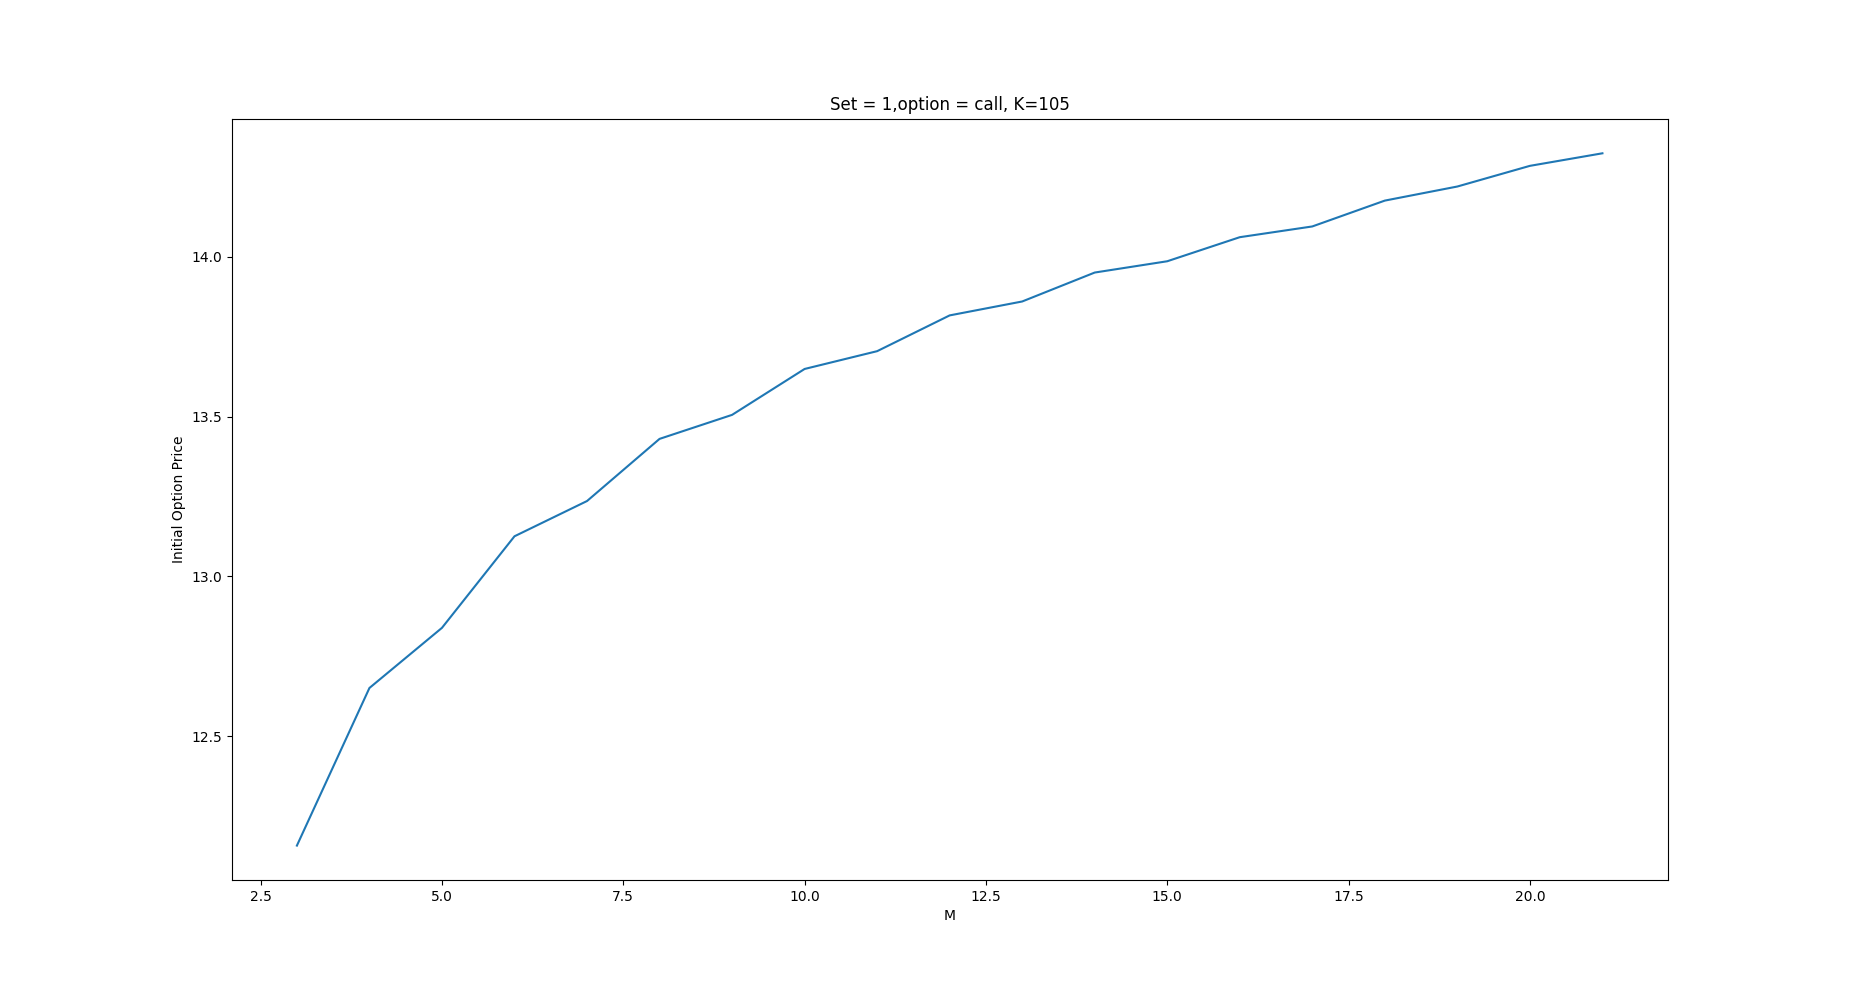 Set = 1,option = call, K=105
14.0
13.5
13.0
12.5
Initial Option Price
2.5 5.0 7.5 10.0 12.5 15.0 17.5 20.0
M